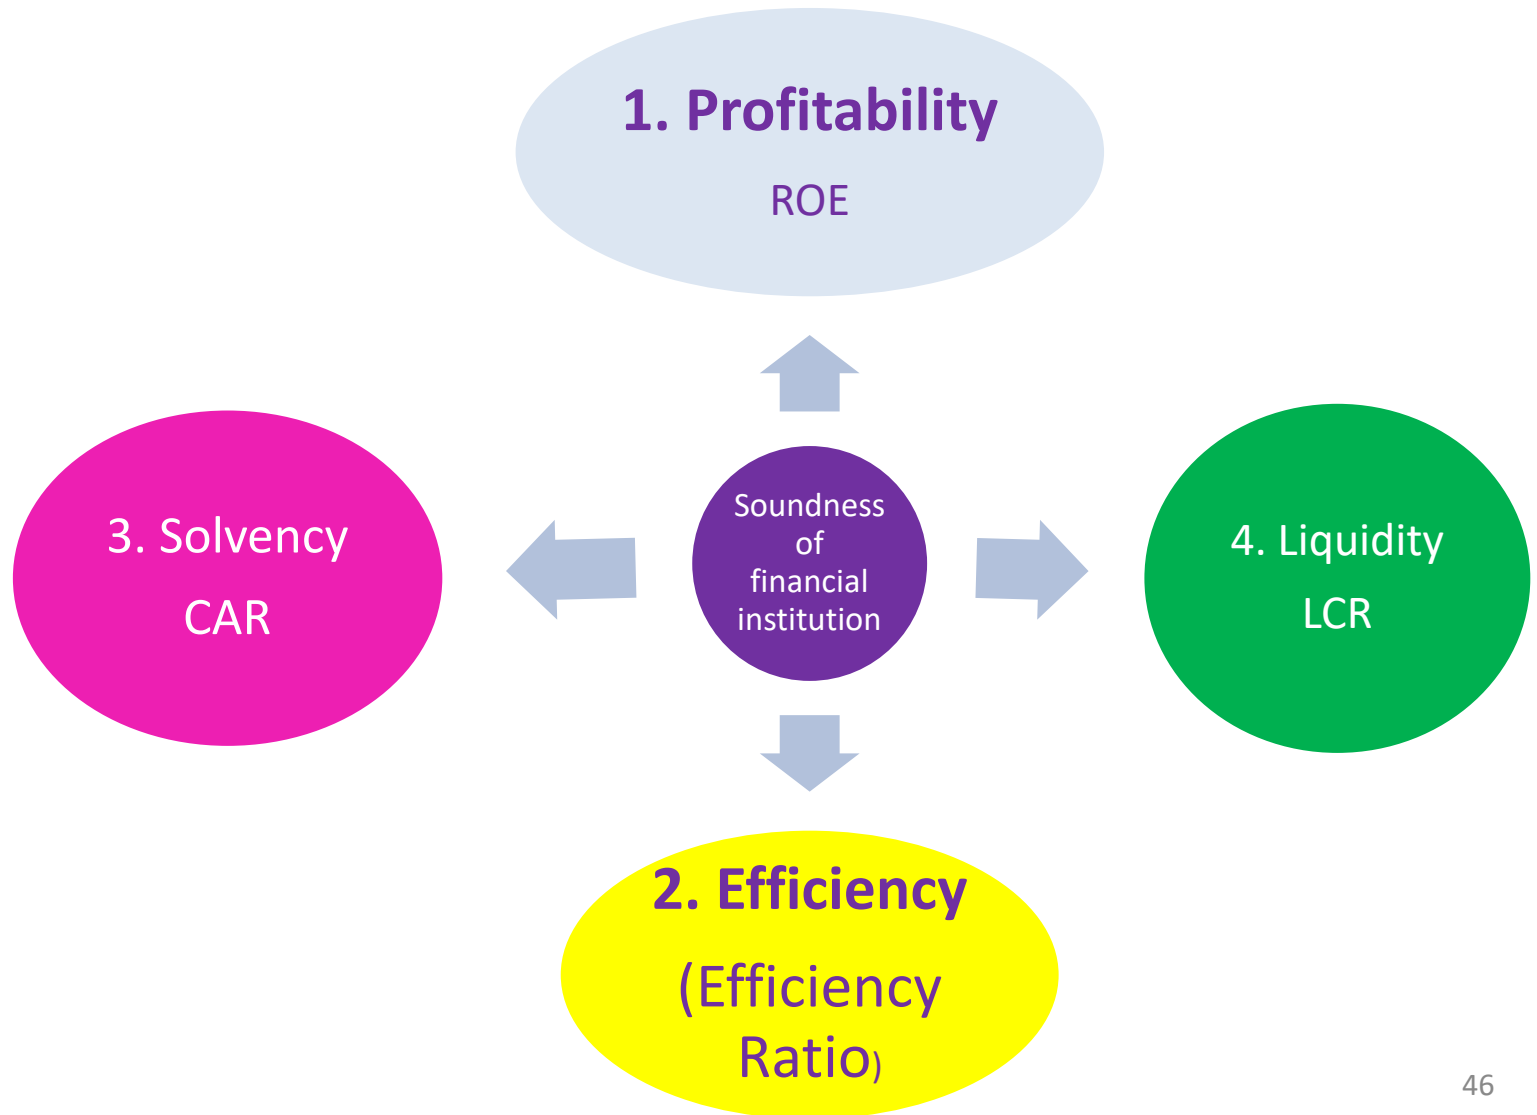 1. Profitability
ROE
3. Solvency
CAR
Soundness
of
financial
institution
4. Liquidity
LCR
2. Efficiency
(Efficiency
Ratio)
46